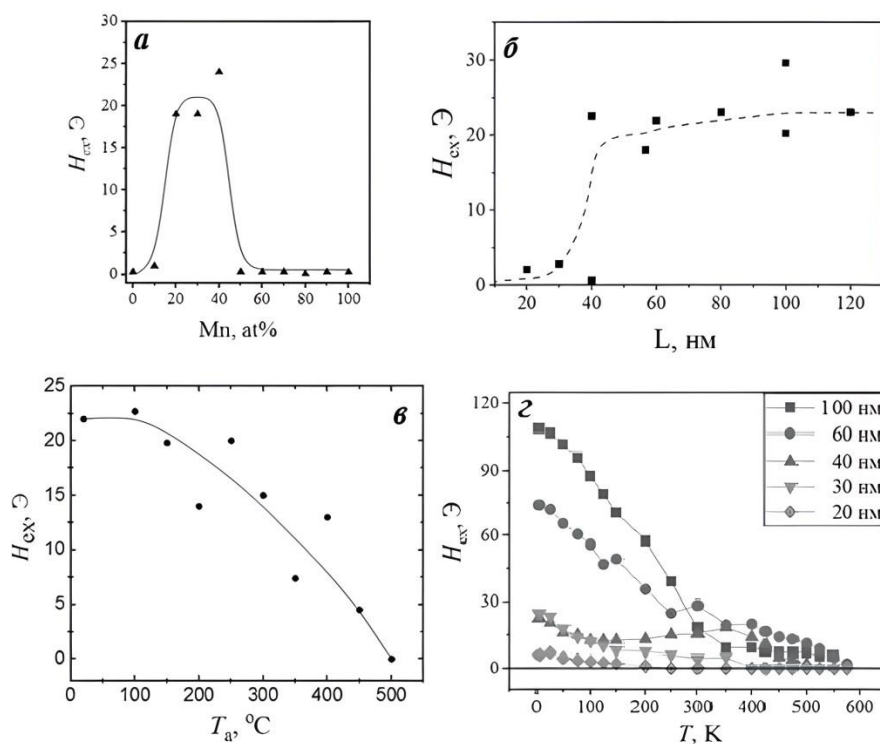 а
H_ex, Э
30
25
20
15
10
5
0
0 20 40 60 80 100
Mn, at%
б
H_ex, Э
30
20
10
0
20 40 60 80 100 120
L, нм
в
H_ex, Э
25
20
15
10
5
0
0 100 200 300 400 500
T_a, °C
г
100 нм
60 нм
40 нм
30 нм
20 нм
H_ex, Э
120
90
60
30
0
0 100 200 300 400 500 600
T, K